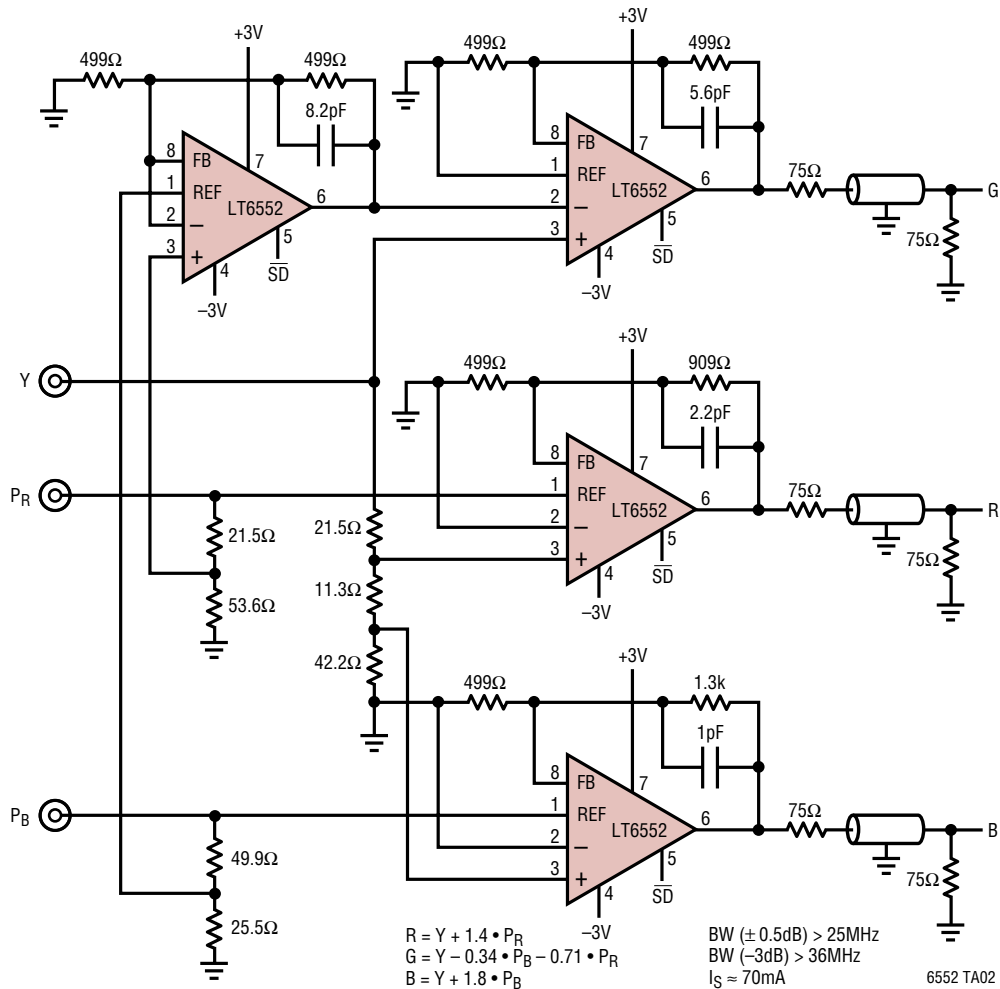 +3V
499Ω
499Ω
8.2pF
8
FB
7
1
REF
LT6552
6
2
–
5
3
+
4
SD
–3V
+3V
499Ω
499Ω
5.6pF
8
FB
7
1
REF
LT6552
6
75Ω
G
2
–
5
3
+
4
SD
75Ω
–3V
Y
+3V
499Ω
909Ω
2.2pF
8
FB
7
PR
1
REF
LT6552
6
75Ω
R
2
–
21.5Ω
21.5Ω
3
+
5
4
SD
75Ω
11.3Ω
–3V
53.6Ω
42.2Ω
+3V
499Ω
1.3k
1pF
8
FB
7
PB
1
REF
LT6552
6
75Ω
B
2
–
49.9Ω
3
+
5
4
SD
75Ω
25.5Ω
–3V
R = Y + 1.4 • PR
G = Y – 0.34 • PB – 0.71 • PR
B = Y + 1.8 • PB
BW (± 0.5dB) > 25MHz
BW (–3dB) > 36MHz
IS ≈ 70mA
6552 TA02